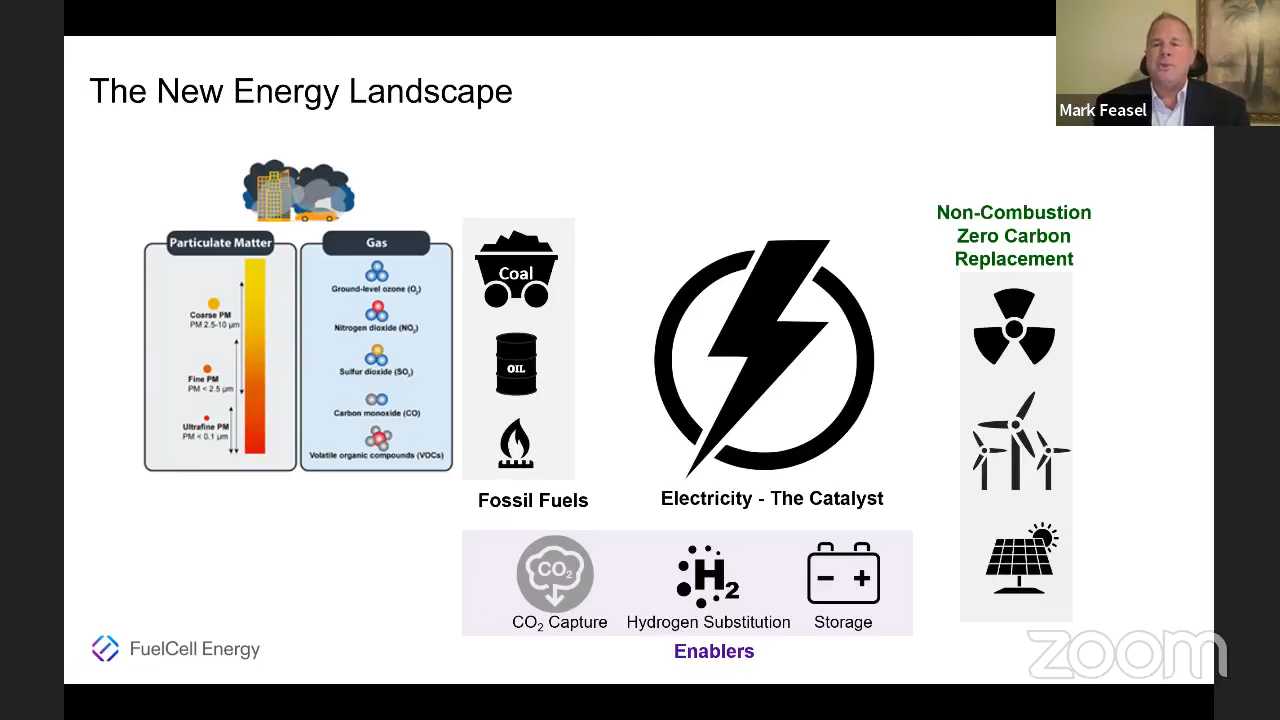 The New Energy Landscape
Mark Feasel
Particulate Matter
Gas
Coarse PM
PM 2.5-10 μm
Fine PM
PM < 2.5 μm
Ultrafine PM
PM < 0.1 μm
Ground-level ozone (O₃)
Nitrogen dioxide (NO₂)
Sulfur dioxide (SO₂)
Carbon monoxide (CO)
Volatile organic compounds (VOCs)
Coal
OIL
Fossil Fuels
Electricity - The Catalyst
Non-Combustion
Zero Carbon
Replacement
CO₂
CO₂ Capture
H₂
Hydrogen Substitution
Storage
Enablers
FuelCell Energy
zoom